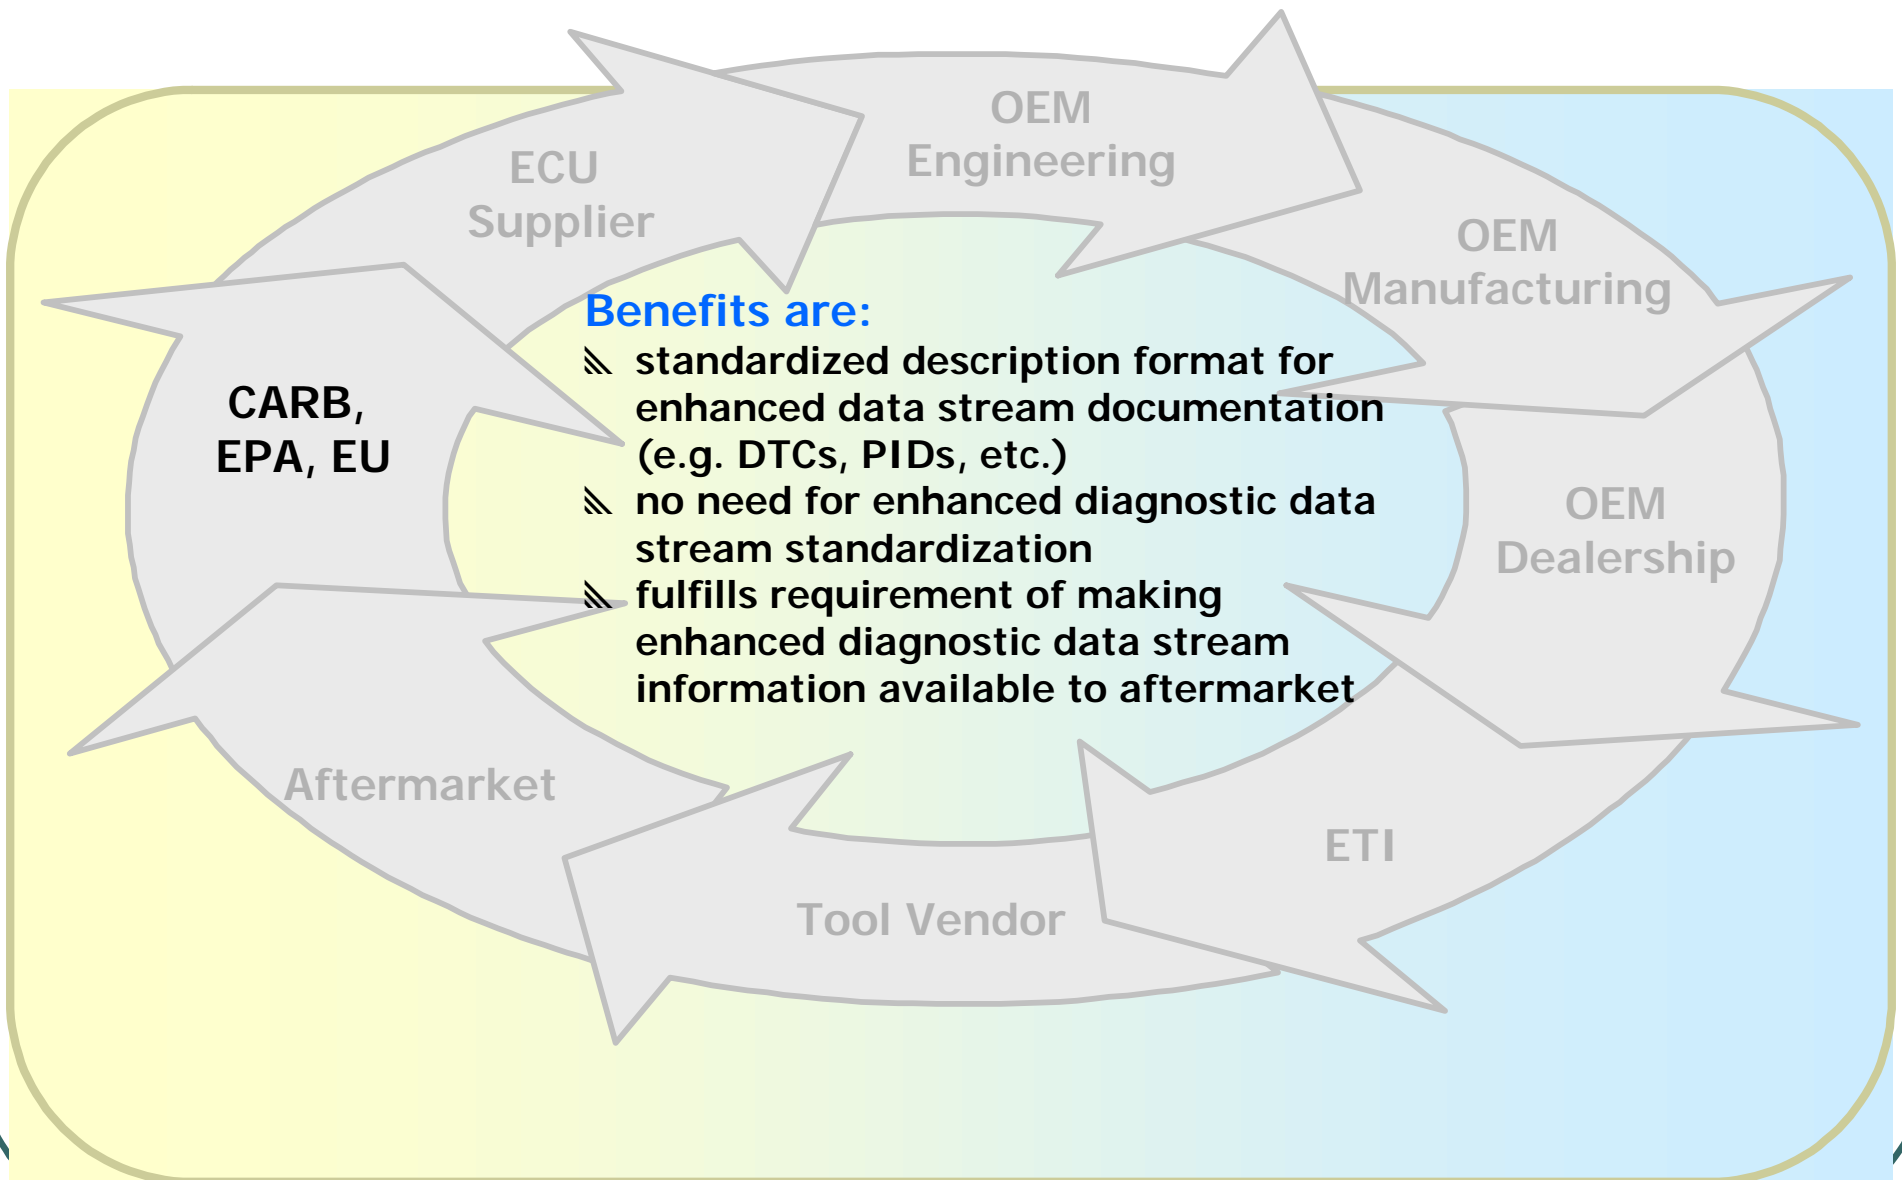 OEM
Engineering
ECU
Supplier
OEM
Manufacturing
Benefits are:
standardized description format for
enhanced data stream documentation
(e.g. DTCs, PIDs, etc.)
no need for enhanced diagnostic data
stream standardization
fulfills requirement of making
enhanced diagnostic data stream
information available to aftermarket
CARB,
EPA, EU
OEM
Dealership
Aftermarket
ETI
Tool Vendor